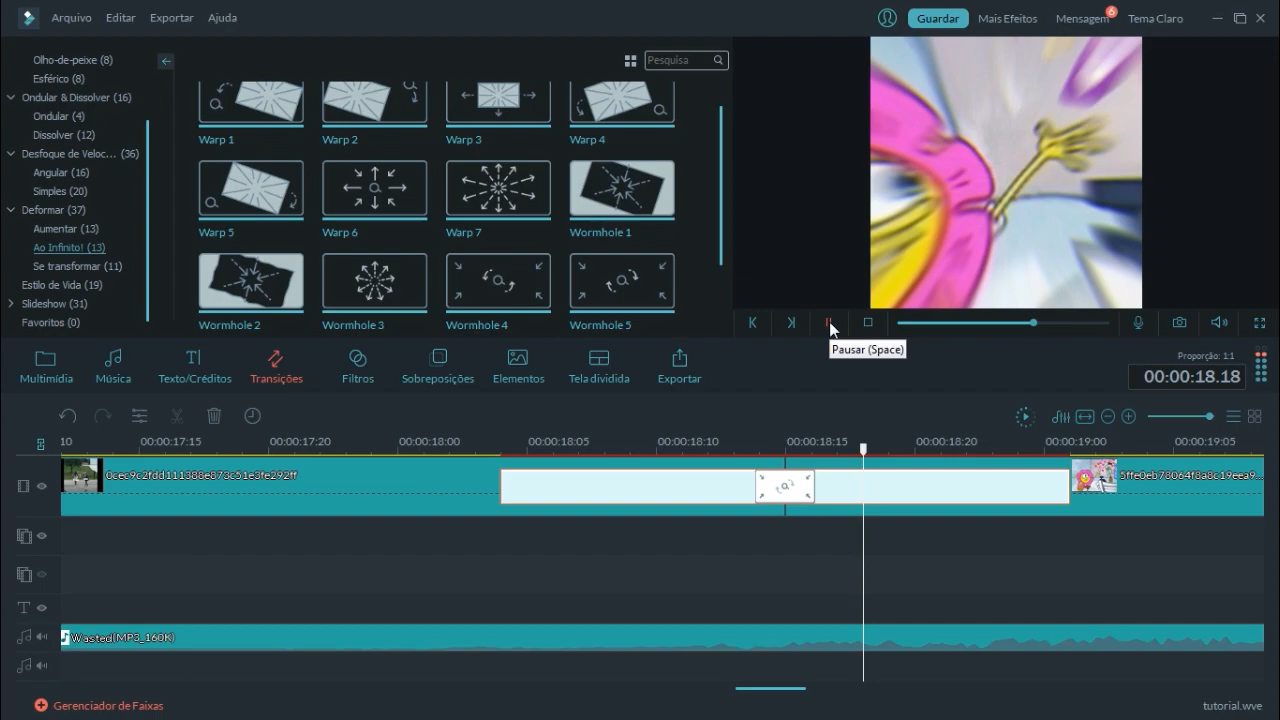 Arquivo Editar Exportar Ajuda
Guardar Mais Efeitos Mensagem 6 Tema Claro
Olho-de-peixe (8)
Esférico (8)
Ondular & Dissolver (16)
Ondular (4)
Dissolver (12)
Desfoque de Veloc... (36)
Angular (16)
Simples (20)
Deformar (37)
Aumentar (13)
Ao Infinito! (13)
Se transformar (11)
Estilo de Vida (19)
Slideshow (31)
Favoritos (0)
Pesquisa
Warp 1 Warp 2 Warp 3 Warp 4
Warp 5 Warp 6 Warp 7 Wormhole 1
Wormhole 2 Wormhole 3 Wormhole 4 Wormhole 5
Pausar (Space)
Multimídia Música Texto/Créditos Transições Filtros Sobreposições Elementos Tela dividida Exportar
Proporção: 1:1
00:00:18.18
10 00:00:17:15 00:00:17:20 00:00:18:00 00:00:18:05 00:00:18:10 00:00:18:15 00:00:18:20 00:00:19:00 00:00:19:05
0cec9c2fdd111388e873c51e3fe292ff
5ffe0eb78064f8a8c19eea9...
T
Wasted(MP3_160K)
Gerenciador de Faixas
tutorial.wve